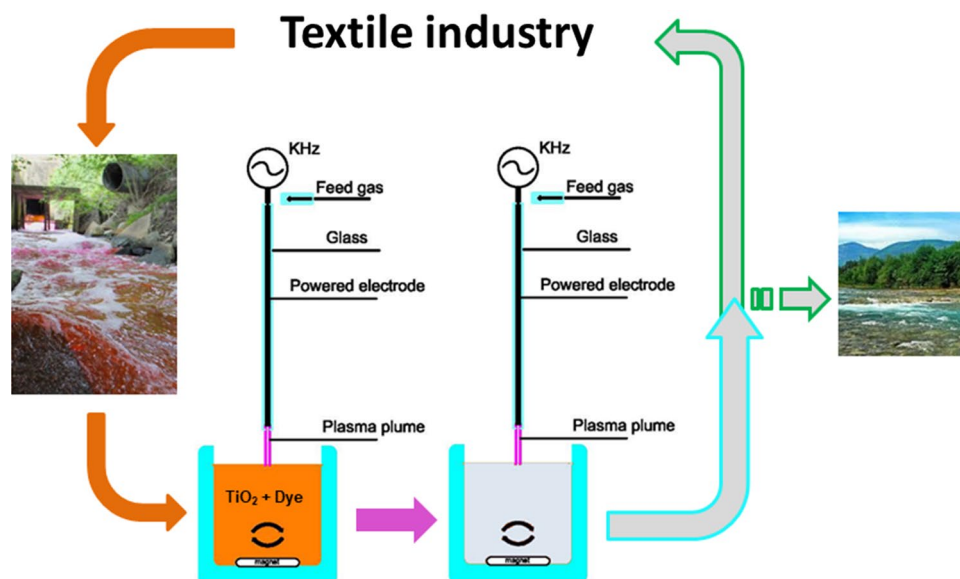 Textile industry
KHz
Feed gas
Glass
Powered electrode
Plasma plume
TiO₂ + Dye
magnet
KHz
Feed gas
Glass
Powered electrode
Plasma plume
magnet